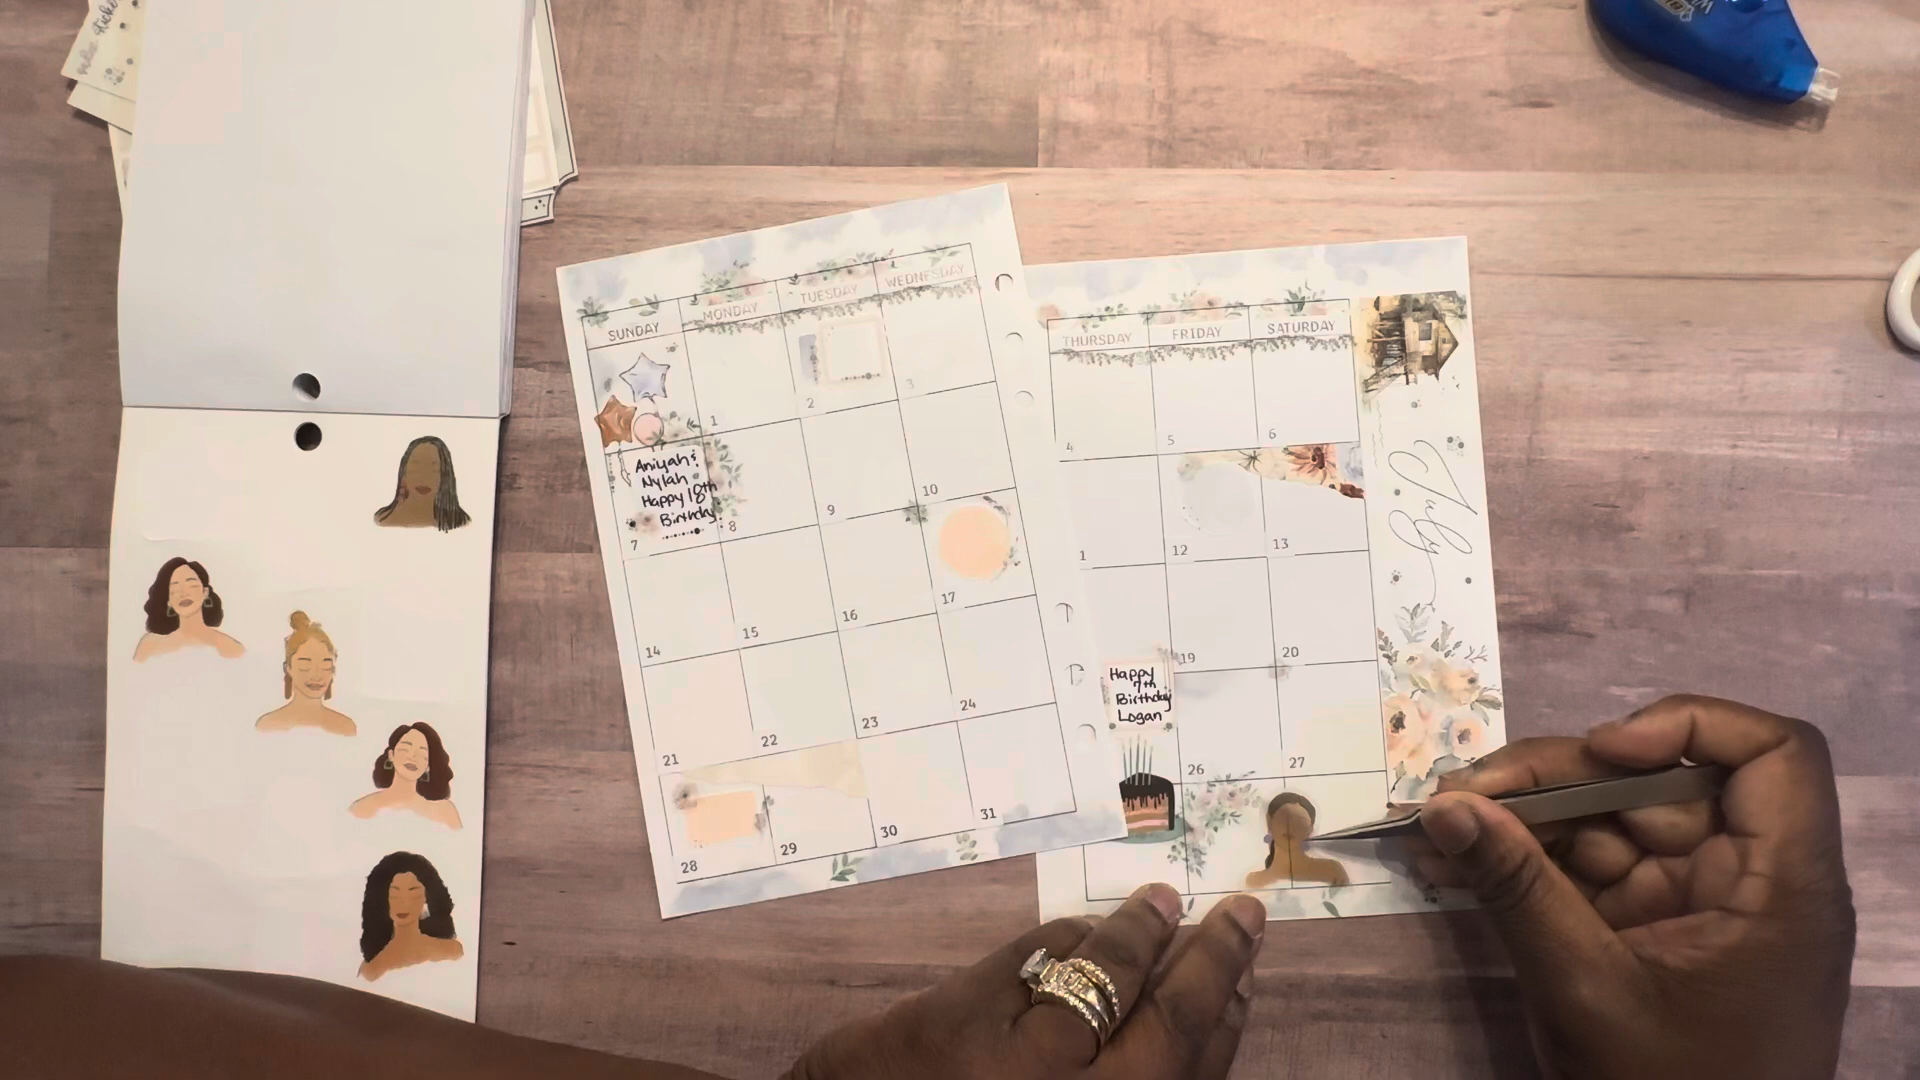 SUNDAY
MONDAY
TUESDAY
WEDNESDAY
1
2
3
Aniyah &
Nylah
Happy 18th
Birthday
7
8
9
10
14
15
16
17
21
22
23
24
28
29
30
31
THURSDAY
FRIDAY
SATURDAY
4
5
6
1
12
13
19
20
Happy
7th
Birthday
Logan
26
27
July